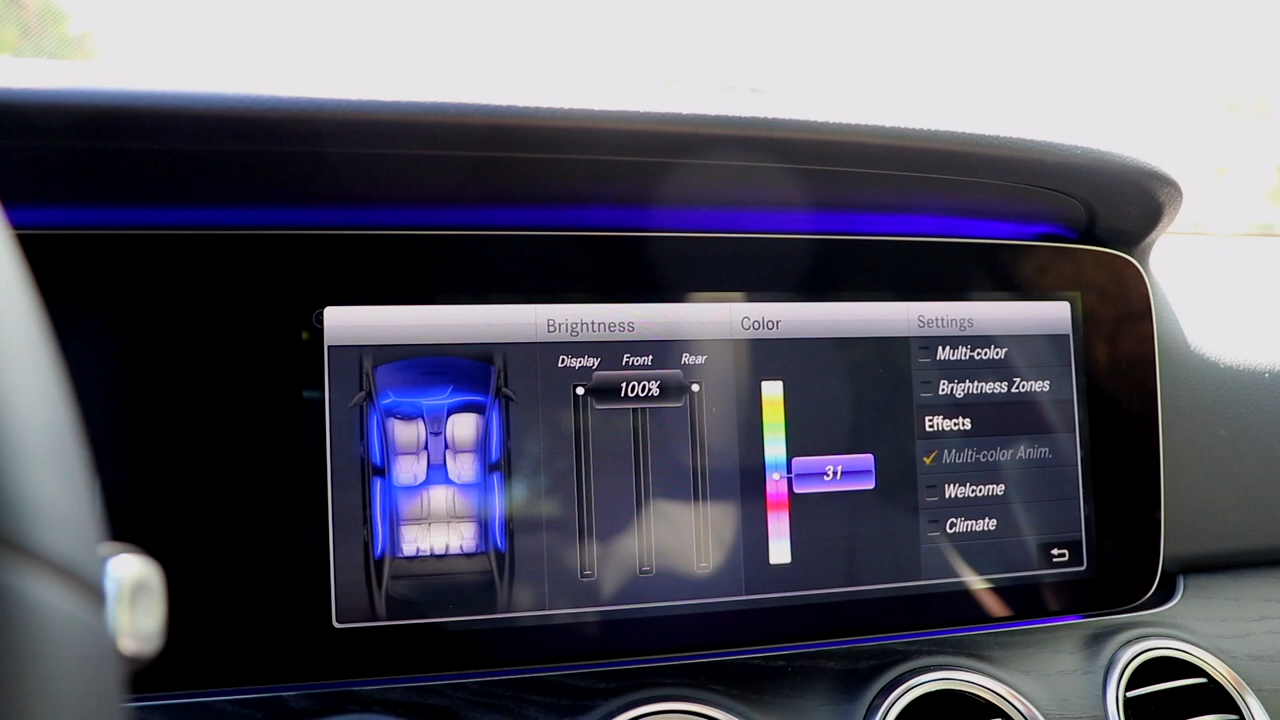 Brightness
Color
Settings
Display Front Rear
100%
31
Multi-color
Brightness Zones
Effects
Multi-color Anim.
Welcome
Climate